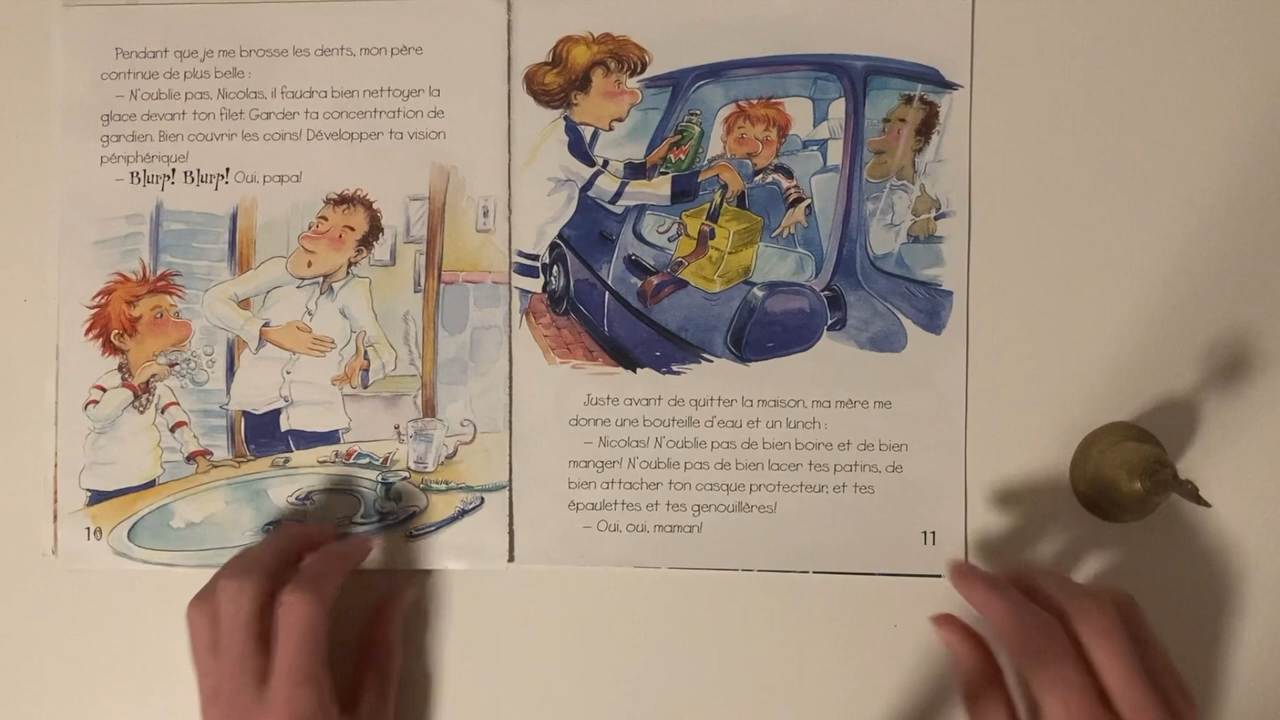 Pendant que je me brosse les dents, mon père
continue de plus belle :
– N'oublie pas, Nicolas, il faudra bien nettoyer la
glace devant ton filet. Garder ta concentration de
gardien. Bien couvrir les coins! Développer ta vision
périphérique!
– Blurp! Blurp! Oui, papa!
10
Juste avant de quitter la maison, ma mère me
donne une bouteille d'eau et un lunch :
– Nicolas! N'oublie pas de bien boire et de bien
manger! N'oublie pas de bien lacer tes patins, de
bien attacher ton casque protecteur, et tes
épaulettes et tes genouillères!
– Oui, oui, maman!
11